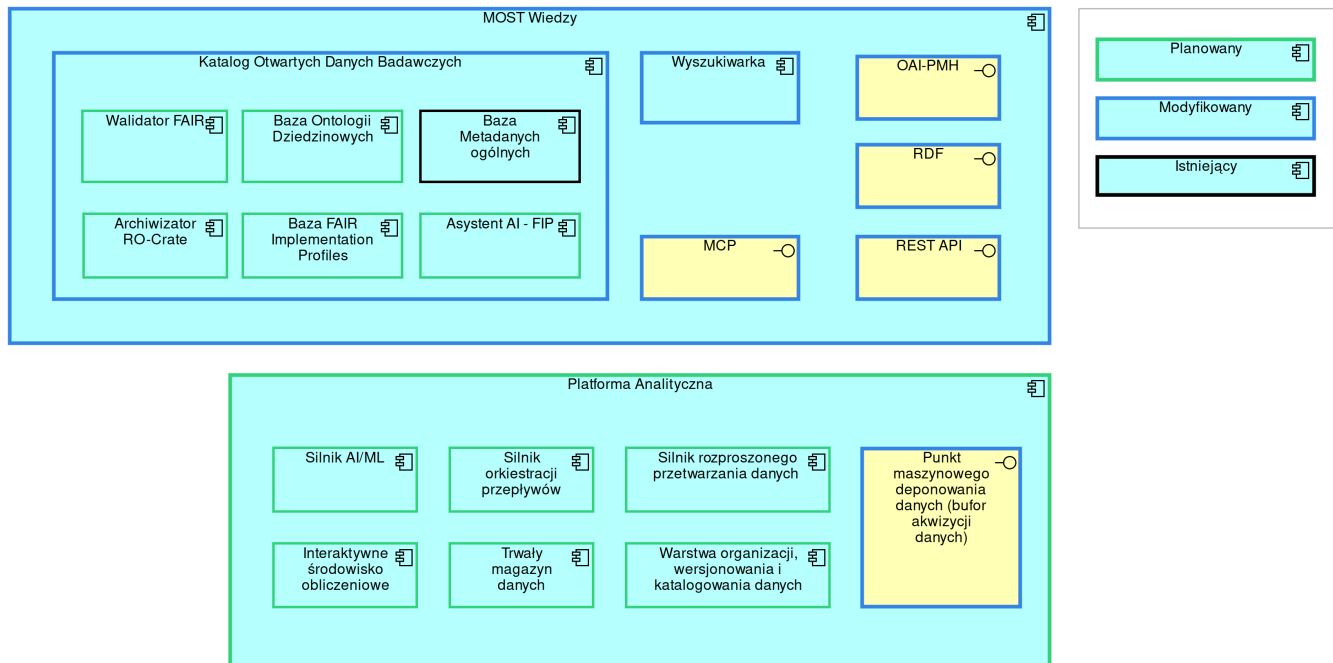 MOST Wiedzy
Katalog Otwartych Danych Badawczych
Walidator FAIR
Baza Ontologii
Dziedzinowych
Baza
Metadanych
ogólnych
Archiwizator
RO-Crate
Baza FAIR
Implementation
Profiles
Asystent AI - FIP
Wyszukiwarka
OAI-PMH
RDF
MCP
REST API
Planowany
Modyfikowany
Istniejący
Platforma Analityczna
Silnik AI/ML
Silnik
orkiestracji
przepływów
Silnik rozproszonego
przetwarzania danych
Punkt
maszynowego
deponowania
danych (bufor
akwizycji
danych)
Interaktywne
środowisko
obliczeniowe
Trwały
magazyn
danych
Warstwa organizacji,
wersjonowania i
katalogowania danych